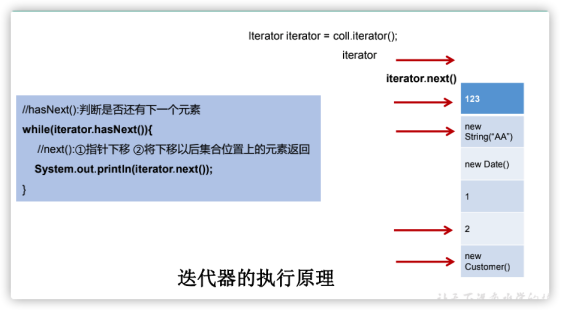 Iterator iterator = coll.iterator();
iterator
iterator.next()
//hasNext():判断是否还有下一个元素
while(iterator.hasNext()){
//next():①指针下移 ②将下移以后集合位置上的元素返回
System.out.println(iterator.next());
}
123
new
String("AA")
new Date()
1
2
new
Customer()
迭代器的执行原理